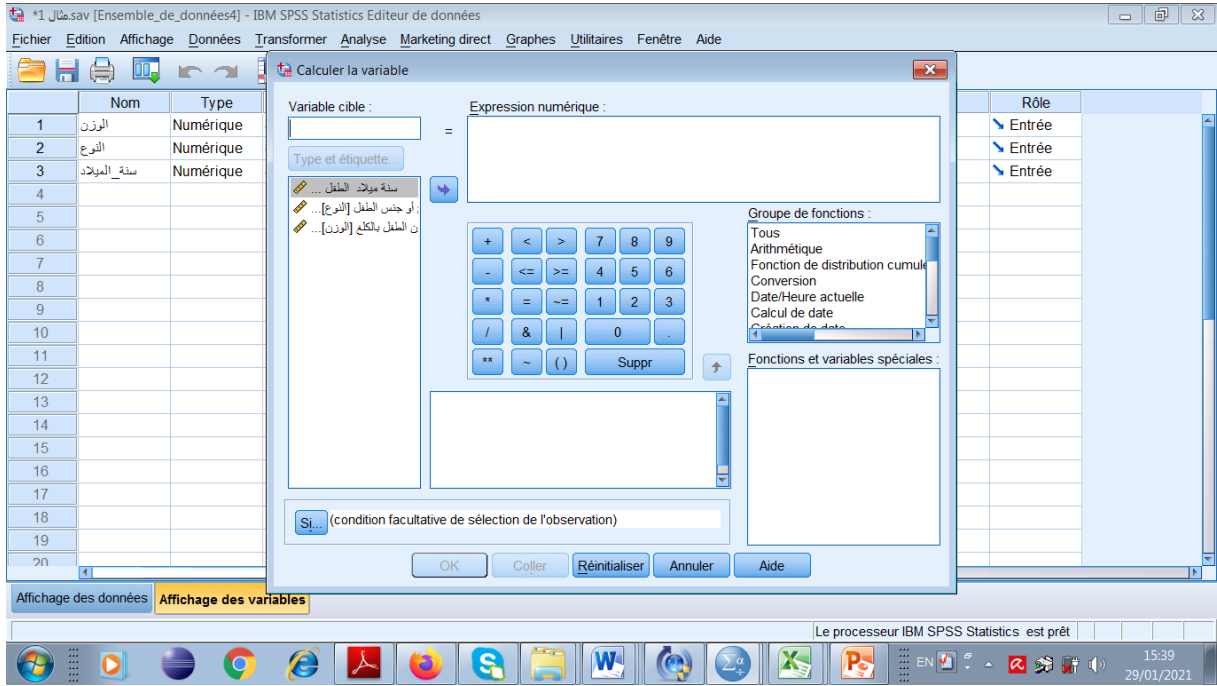 *مثال 1.sav [Ensemble_de_données4] - IBM SPSS Statistics Editeur de données
Fichier Edition Affichage Données Transformer Analyse Marketing direct Graphes Utilitaires Fenêtre Aide
Calculer la variable
Nom Type Rôle
1 الوزن Numérique Entrée
2 النوع Numérique Entrée
3 سنة_الميلاد Numérique Entrée
4
5
6
7
8
9
10
11
12
13
14
15
16
17
18
19
20
Variable cible :
=
Type et étiquette...
سنة ميلاد الطفل ...
أو جنس الطفل [النوع]...
الطفل بالكلغ [الوزن]...
Expression numérique :
+ < > 7 8 9
- <= >= 4 5 6
* = ~= 1 2 3
/ & | 0 .
** ~ ( ) Suppr
Groupe de fonctions :
Tous
Arithmétique
Fonction de distribution cumule
Conversion
Date/Heure actuelle
Calcul de date
Création de date
Fonctions et variables spéciales :
Si... (condition facultative de sélection de l'observation)
OK Coller Réinitialiser Annuler Aide
Affichage des données Affichage des variables
Le processeur IBM SPSS Statistics est prêt
EN 15:39
29/01/2021